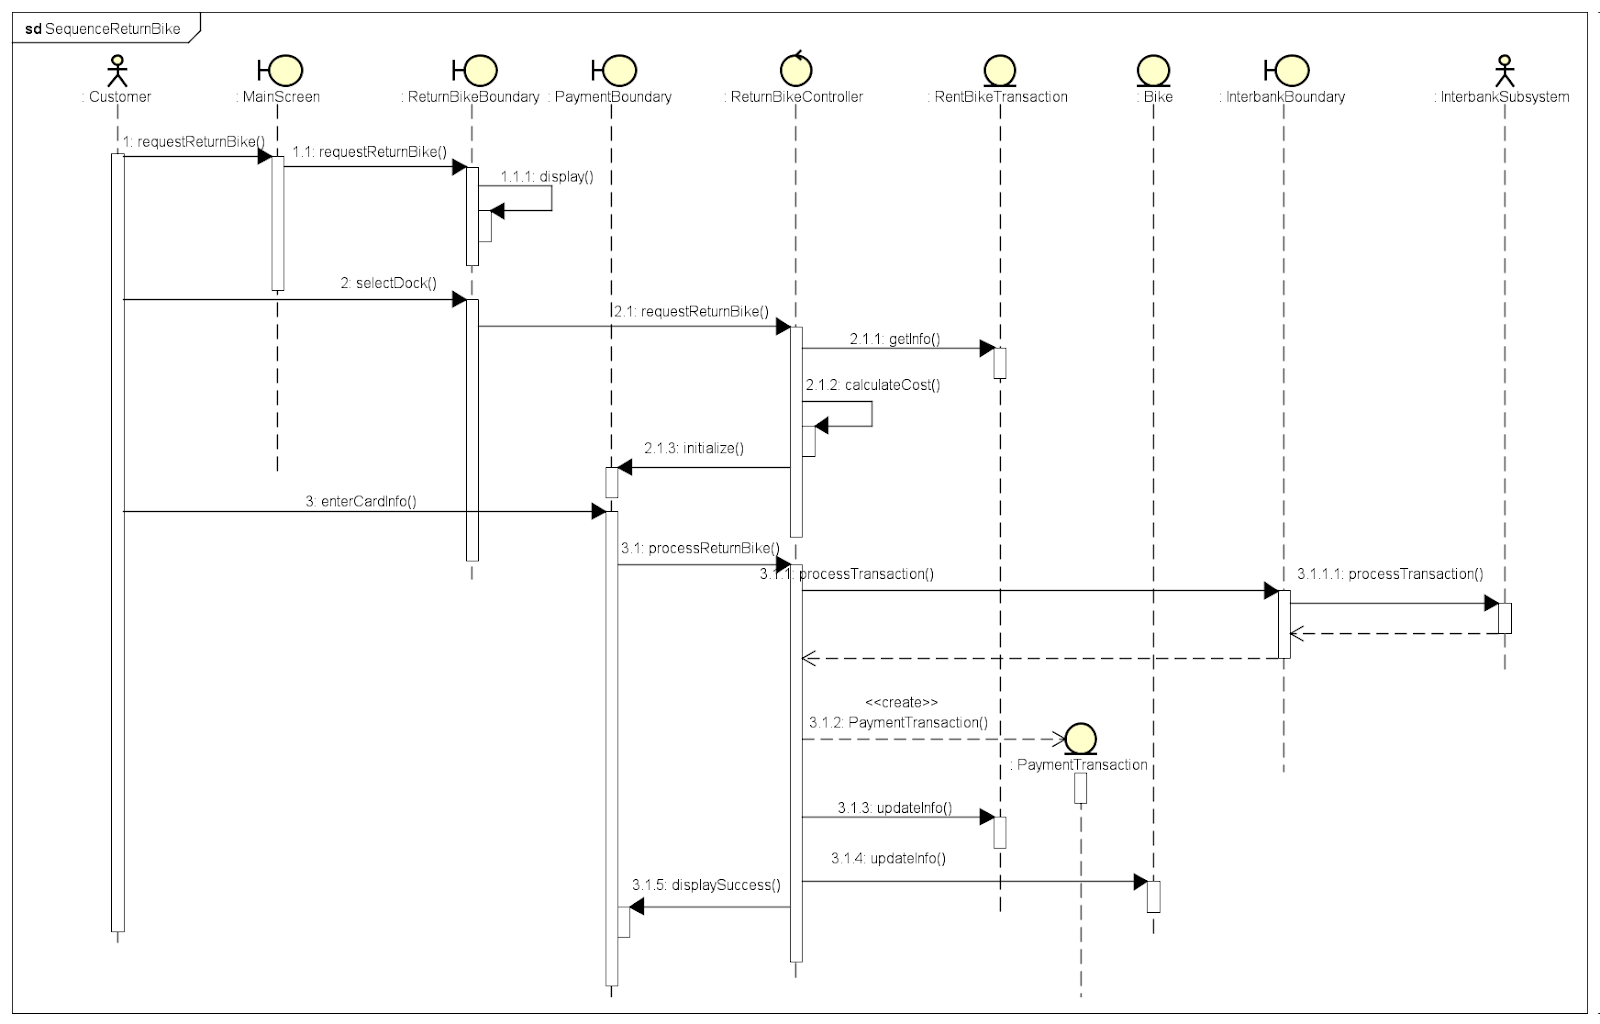 sd SequenceReturnBike
: Customer
: MainScreen
: ReturnBikeBoundary
: PaymentBoundary
: ReturnBikeController
: RentBikeTransaction
: Bike
: InterbankBoundary
: InterbankSubsystem
1: requestReturnBike()
1.1: requestReturnBike()
1.1.1: display()
2: selectDock()
2.1: requestReturnBike()
2.1.1: getInfo()
2.1.2: calculateCost()
2.1.3: initialize()
3: enterCardInfo()
3.1: processReturnBike()
3.1.1: processTransaction()
3.1.1.1: processTransaction()
<<create>>
3.1.2: PaymentTransaction()
: PaymentTransaction
3.1.3: updateInfo()
3.1.4: updateInfo()
3.1.5: displaySuccess()